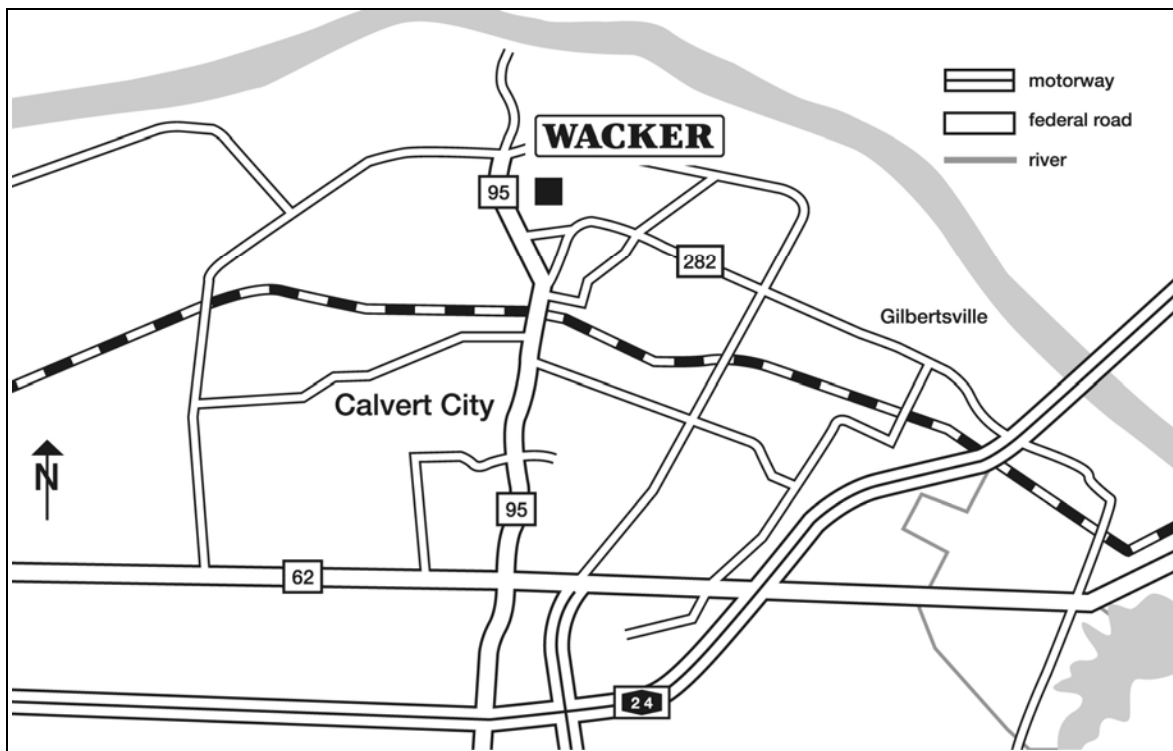 motorway
WACKER
federal road
river
95
282
Gilbertsville
Calvert City
N
95
62
24